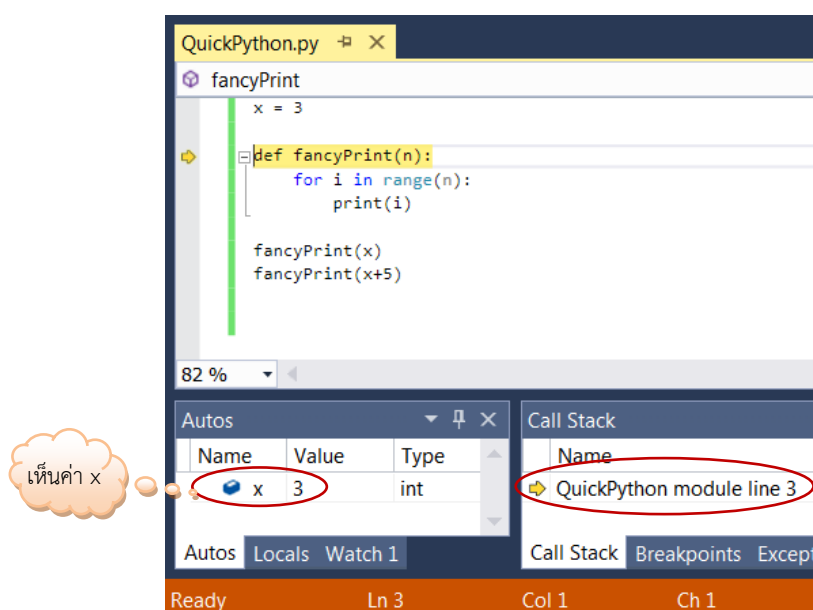 QuickPython.py
fancyPrint
x = 3
def fancyPrint(n):
for i in range(n):
print(i)
fancyPrint(x)
fancyPrint(x+5)
82 %
Autos
Name Value Type
x 3 int
Autos Locals Watch 1
Call Stack
Name
QuickPython module line 3
Call Stack Breakpoints Except
เห็นค่า x
Ready Ln 3 Col 1 Ch 1